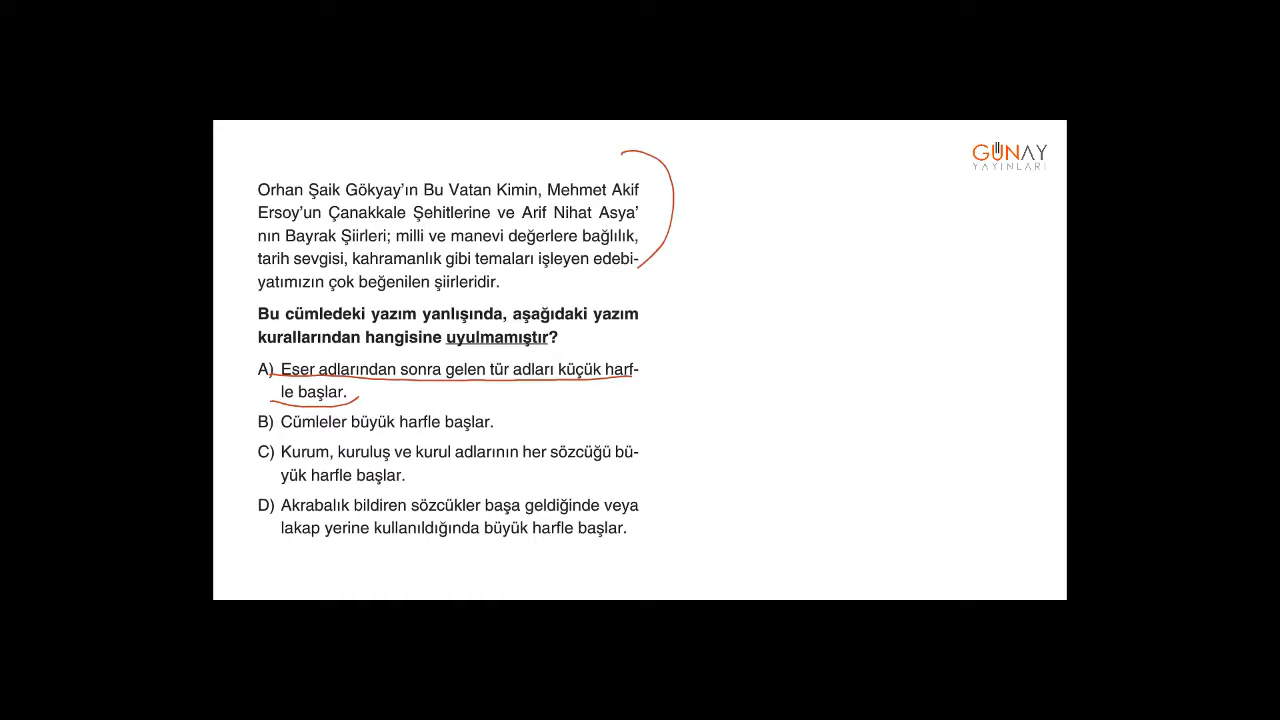 GÜNAY
YAYINLARI
Orhan Şaik Gökyay’ın Bu Vatan Kimin, Mehmet Akif
Ersoy’un Çanakkale Şehitlerine ve Arif Nihat Asya’
nın Bayrak Şiirleri; milli ve manevi değerlere bağlılık,
tarih sevgisi, kahramanlık gibi temaları işleyen edebi-
yatımızın çok beğenilen şiirleridir.
Bu cümledeki yazım yanlışında, aşağıdaki yazım
kurallarından hangisine uyulmamıştır?
A) Eser adlarından sonra gelen tür adları küçük harf-
le başlar.
B) Cümleler büyük harfle başlar.
C) Kurum, kuruluş ve kurul adlarının her sözcüğü bü-
yük harfle başlar.
D) Akrabalık bildiren sözcükler başa geldiğinde veya
lakap yerine kullanıldığında büyük harfle başlar.